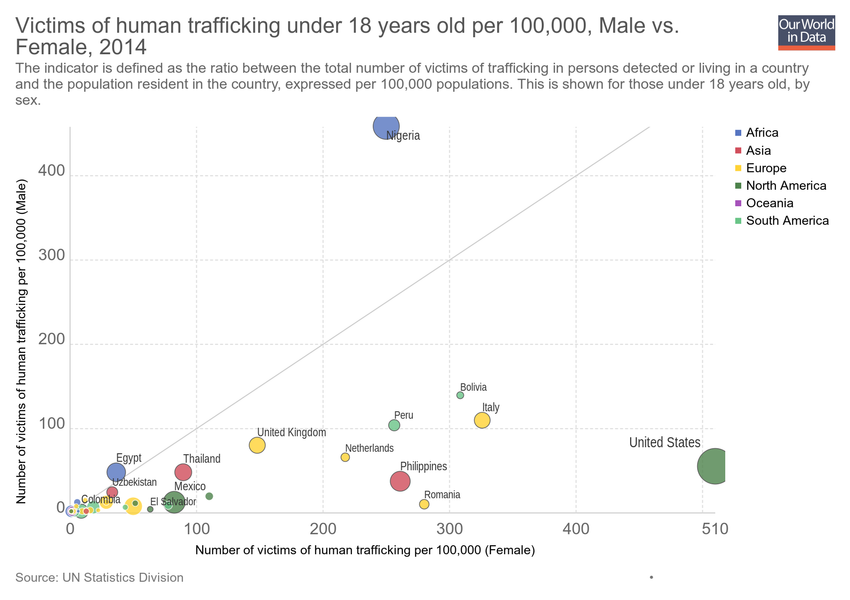 Victims of human trafficking under 18 years old per 100,000, Male vs.
Female, 2014
Our World
in Data
The indicator is defined as the ratio between the total number of victims of trafficking in persons detected or living in a country
and the population resident in the country, expressed per 100,000 populations. This is shown for those under 18 years old, by
sex.
Number of victims of human trafficking per 100,000 (Male)
400
300
200
100
0
Nigeria
Bolivia
Italy
Peru
United Kingdom
United States
Netherlands
Egypt
Thailand
Philippines
Uzbekistan
Mexico
Romania
Colombia
El Salvador
0
100
200
300
400
510
Number of victims of human trafficking per 100,000 (Female)
Africa
Asia
Europe
North America
Oceania
South America
Source: UN Statistics Division